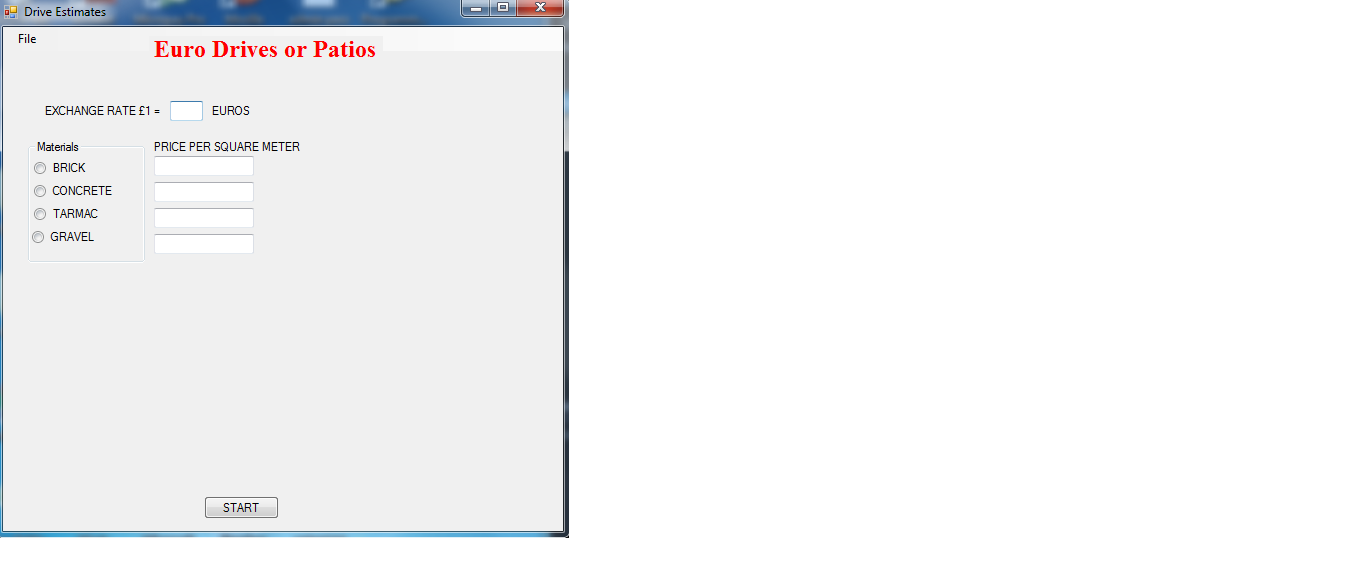 Drive Estimates
File
Euro Drives or Patios
EXCHANGE RATE £1 = EUROS
Materials PRICE PER SQUARE METER
BRICK
CONCRETE
TARMAC
GRAVEL
START